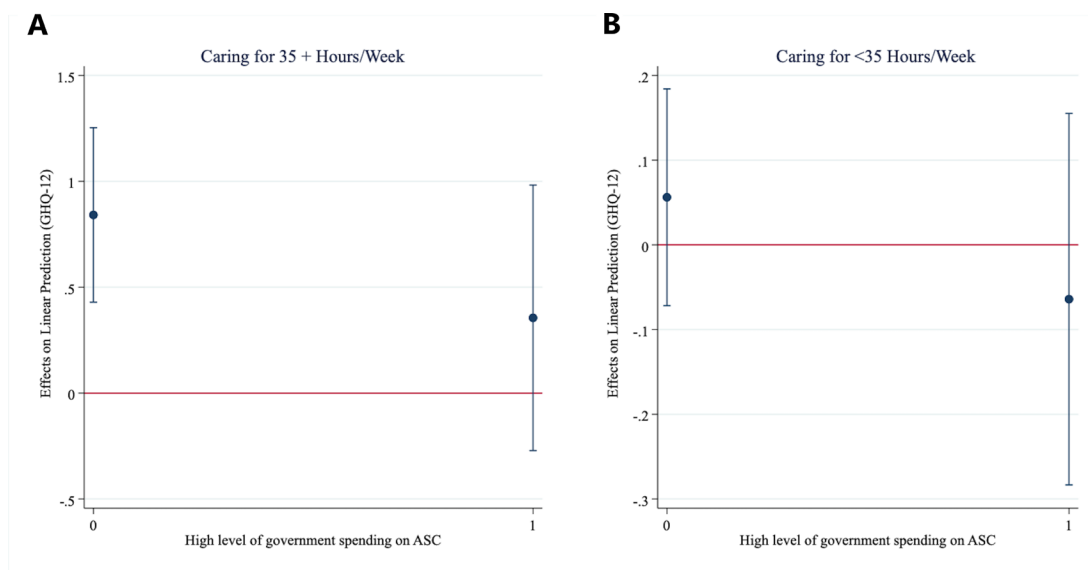 A
Caring for 35 + Hours/Week
Effects on Linear Prediction (GHQ-12)
1.5
1
.5
0
-.5
0
1
High level of government spending on ASC
B
Caring for <35 Hours/Week
Effects on Linear Prediction (GHQ-12)
.2
.1
0
-.1
-.2
-.3
0
1
High level of government spending on ASC